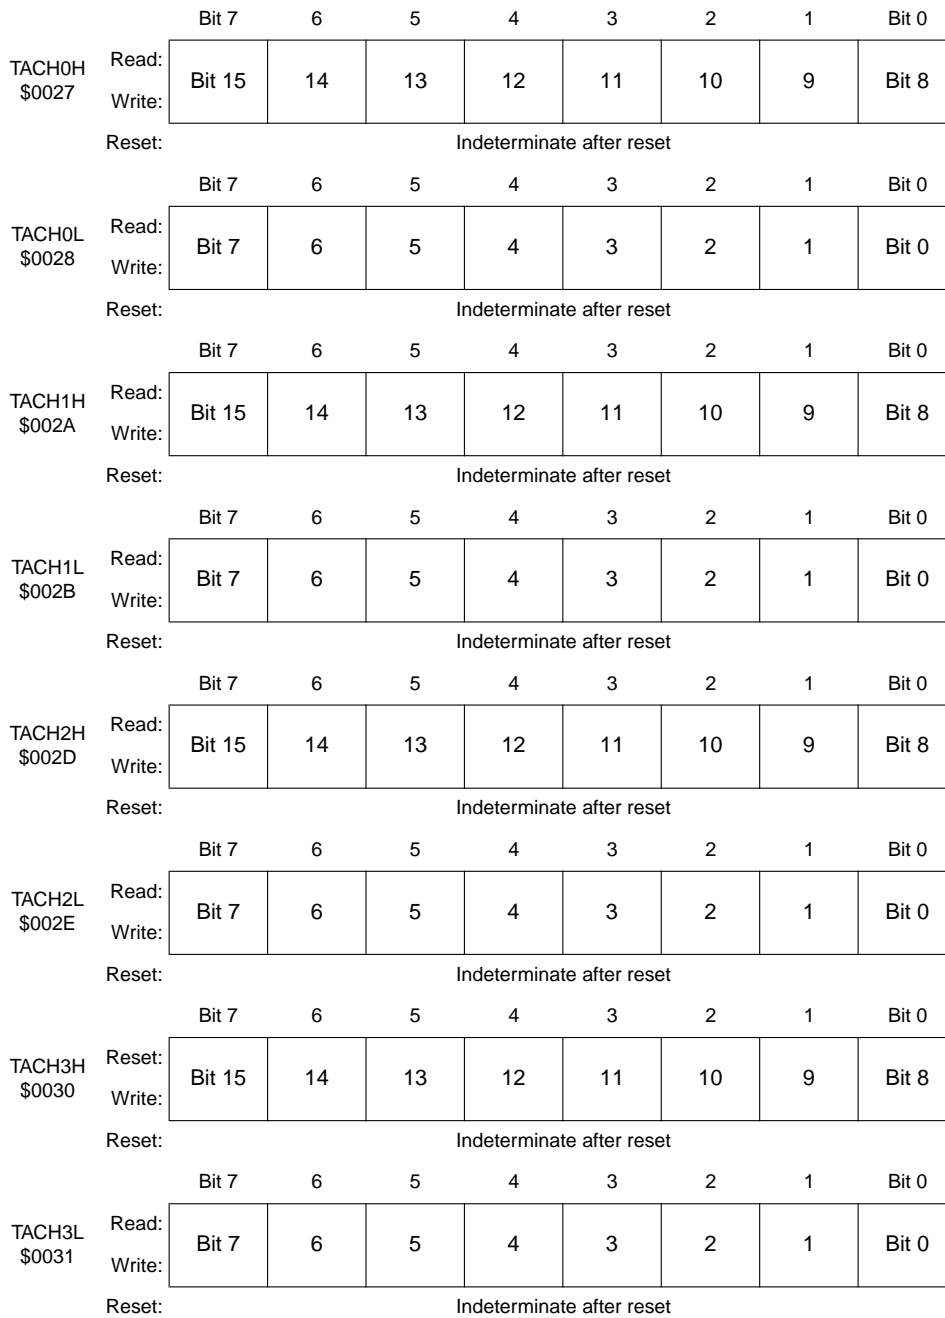 Bit 7 6 5 4 3 2 1 Bit 0
TACH0H Read:
$0027 Bit 15 14 13 12 11 10 9 Bit 8
Write:
Reset: Indeterminate after reset
Bit 7 6 5 4 3 2 1 Bit 0
TACH0L Read:
$0028 Bit 7 6 5 4 3 2 1 Bit 0
Write:
Reset: Indeterminate after reset
Bit 7 6 5 4 3 2 1 Bit 0
TACH1H Read:
$002A Bit 15 14 13 12 11 10 9 Bit 8
Write:
Reset: Indeterminate after reset
Bit 7 6 5 4 3 2 1 Bit 0
TACH1L Read:
$002B Bit 7 6 5 4 3 2 1 Bit 0
Write:
Reset: Indeterminate after reset
Bit 7 6 5 4 3 2 1 Bit 0
TACH2H Read:
$002D Bit 15 14 13 12 11 10 9 Bit 8
Write:
Reset: Indeterminate after reset
Bit 7 6 5 4 3 2 1 Bit 0
TACH2L Read:
$002E Bit 7 6 5 4 3 2 1 Bit 0
Write:
Reset: Indeterminate after reset
Bit 7 6 5 4 3 2 1 Bit 0
TACH3H Reset:
$0030 Bit 15 14 13 12 11 10 9 Bit 8
Write:
Reset: Indeterminate after reset
Bit 7 6 5 4 3 2 1 Bit 0
TACH3L Read:
$0031 Bit 7 6 5 4 3 2 1 Bit 0
Write:
Reset: Indeterminate after reset